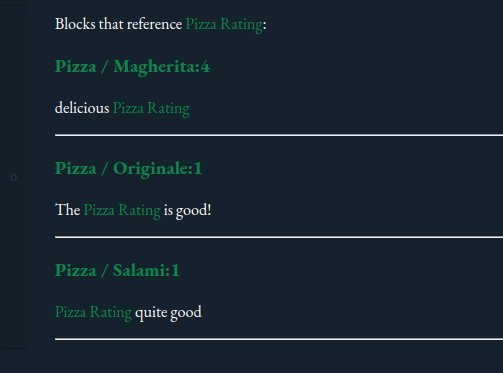 Blocks that reference Pizza Rating:
Pizza / Magherita:4
delicious Pizza Rating
Pizza / Originale:1
The Pizza Rating is good!
Pizza / Salami:1
Pizza Rating quite good